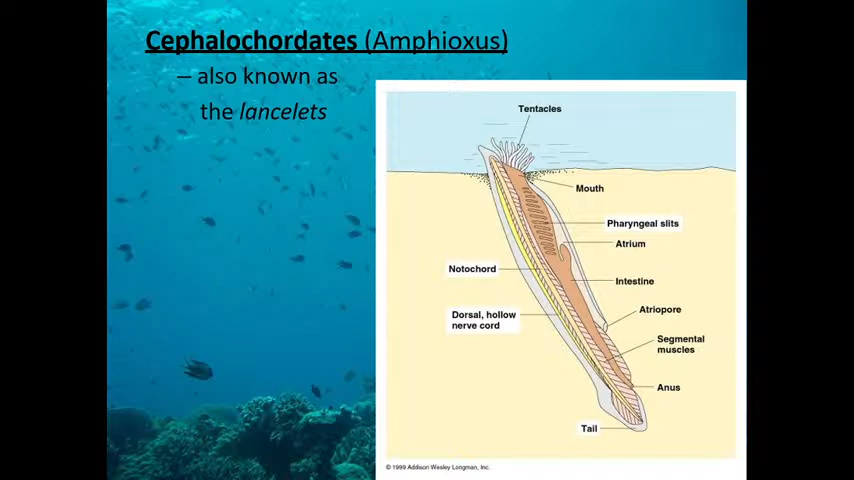 Cephalochordates (Amphioxus)
– also known as
the lancelets
Tentacles
Mouth
Pharyngeal slits
Atrium
Notochord
Intestine
Atriopore
Dorsal, hollow
nerve cord
Segmental
muscles
Anus
Tail
© 1999 Addison Wesley Longman, Inc.